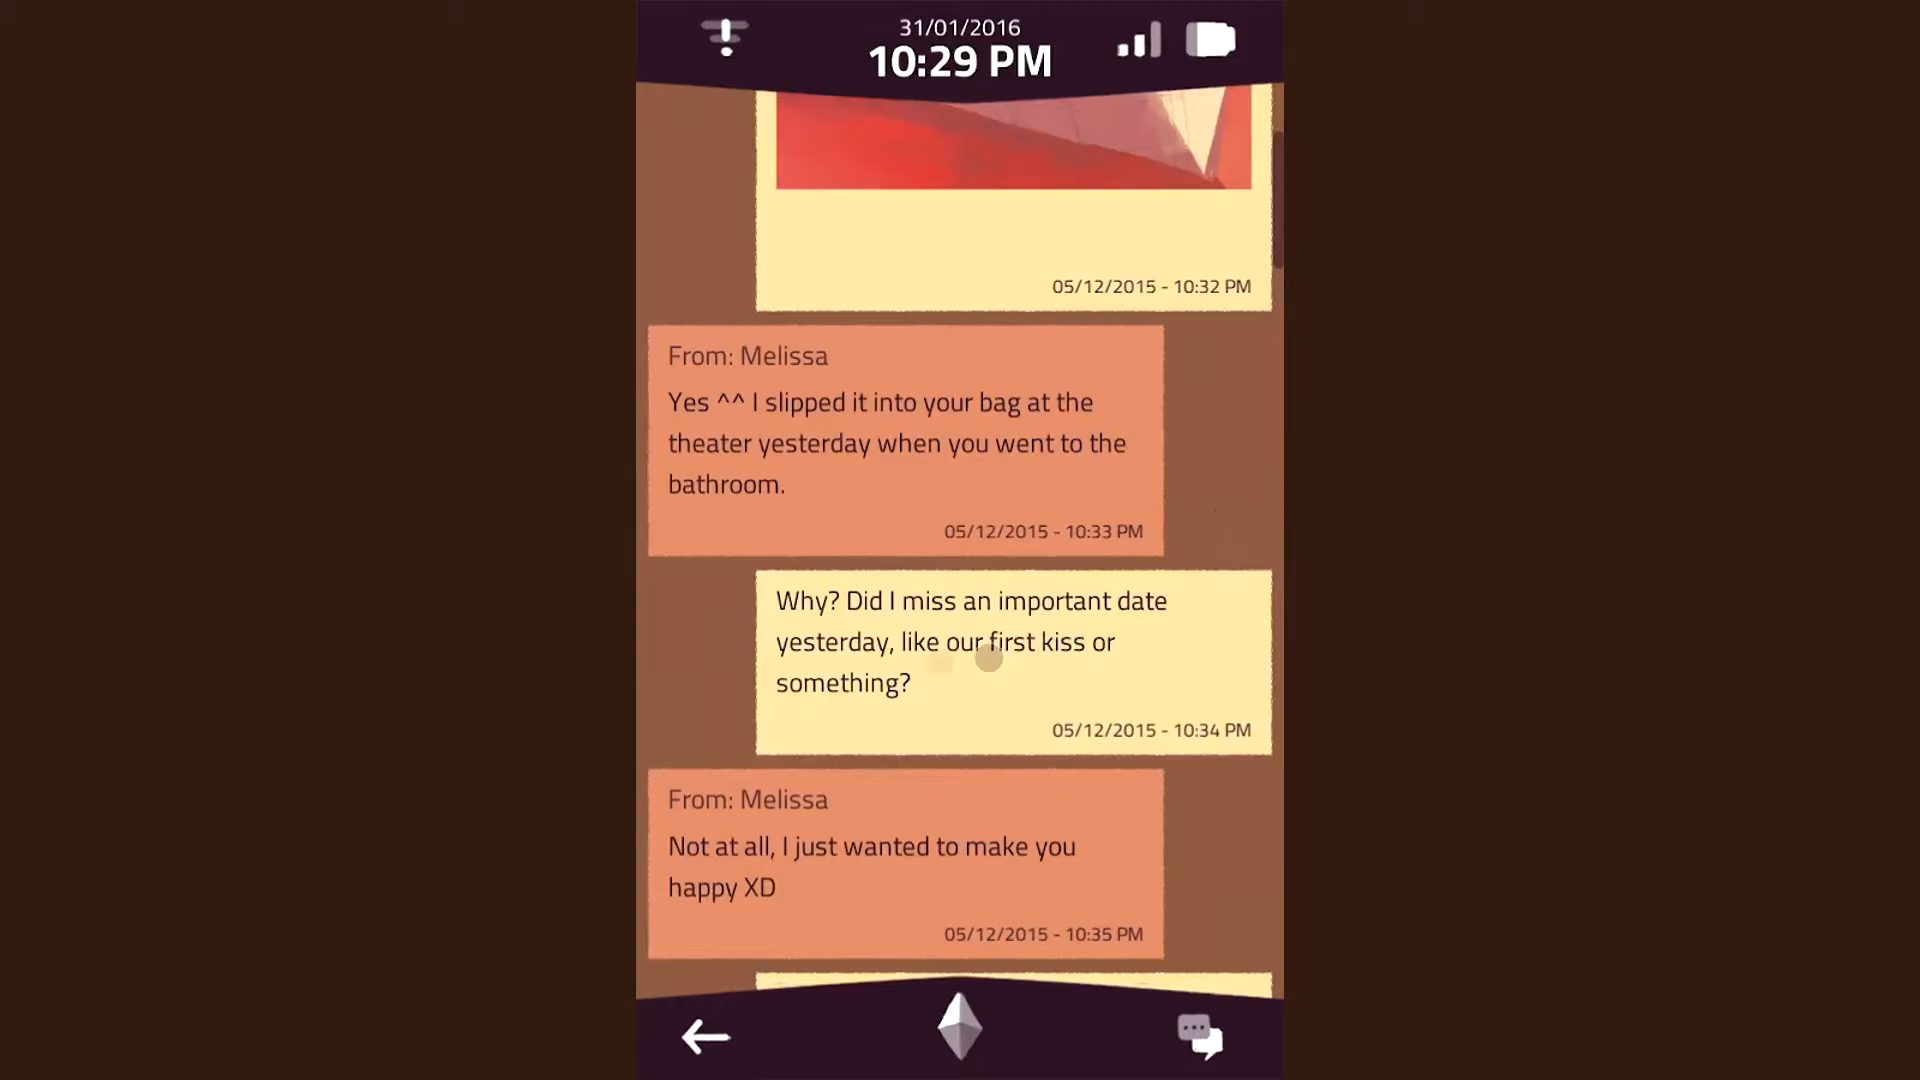 31/01/2016
10:29 PM
05/12/2015 - 10:32 PM
From: Melissa
Yes ^^ I slipped it into your bag at the
theater yesterday when you went to the
bathroom.
05/12/2015 - 10:33 PM
Why? Did I miss an important date
yesterday, like our first kiss or
something?
05/12/2015 - 10:34 PM
From: Melissa
Not at all, I just wanted to make you
happy XD
05/12/2015 - 10:35 PM